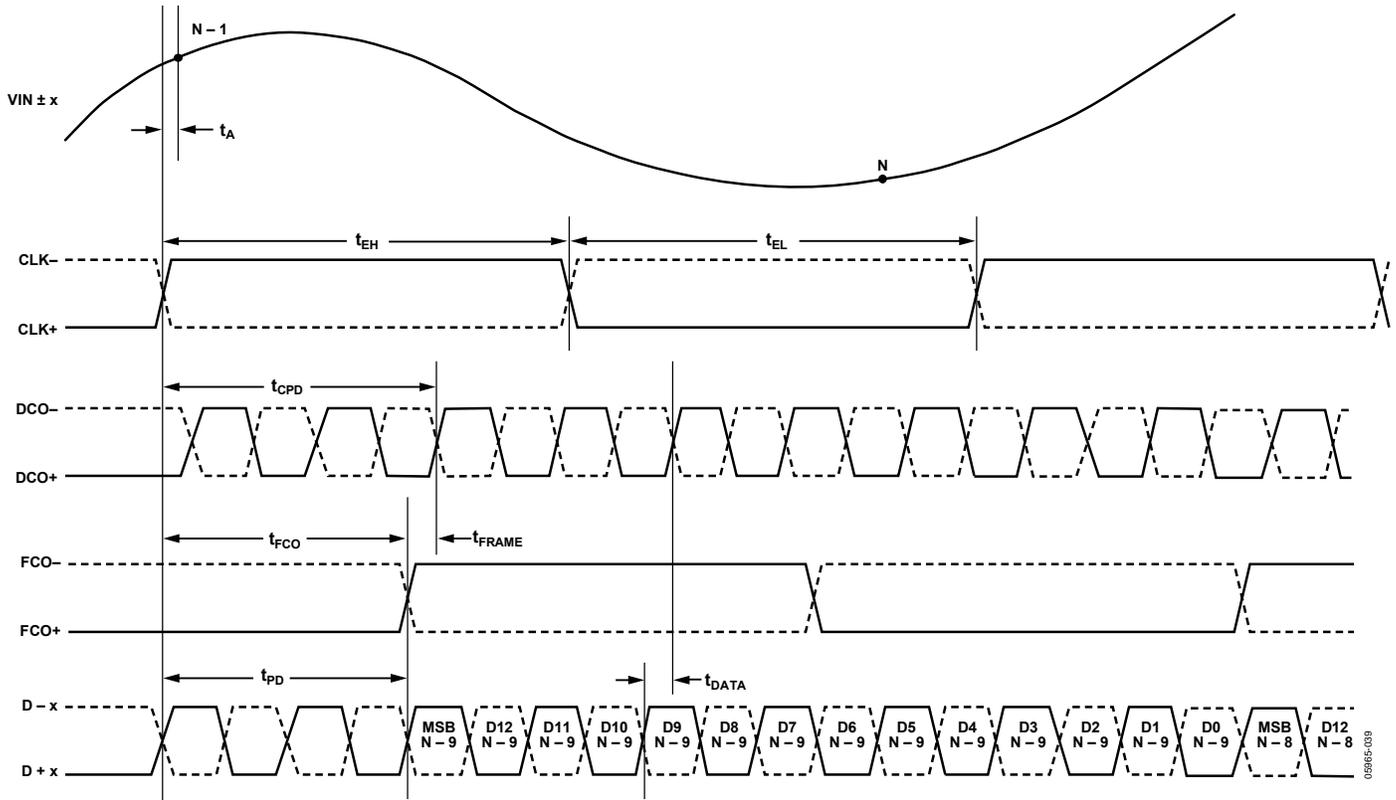 N – 1
VIN ± x
tA
N
tEH
tEL
CLK–
CLK+
tCPD
DCO–
DCO+
tFCO
tFRAME
FCO–
FCO+
tPD
tDATA
D – x
MSB N – 9
D12 N – 9
D11 N – 9
D10 N – 9
D9 N – 9
D8 N – 9
D7 N – 9
D6 N – 9
D5 N – 9
D4 N – 9
D3 N – 9
D2 N – 9
D1 N – 9
D0 N – 9
MSB N – 8
D12 N – 8
D + x
05965-039